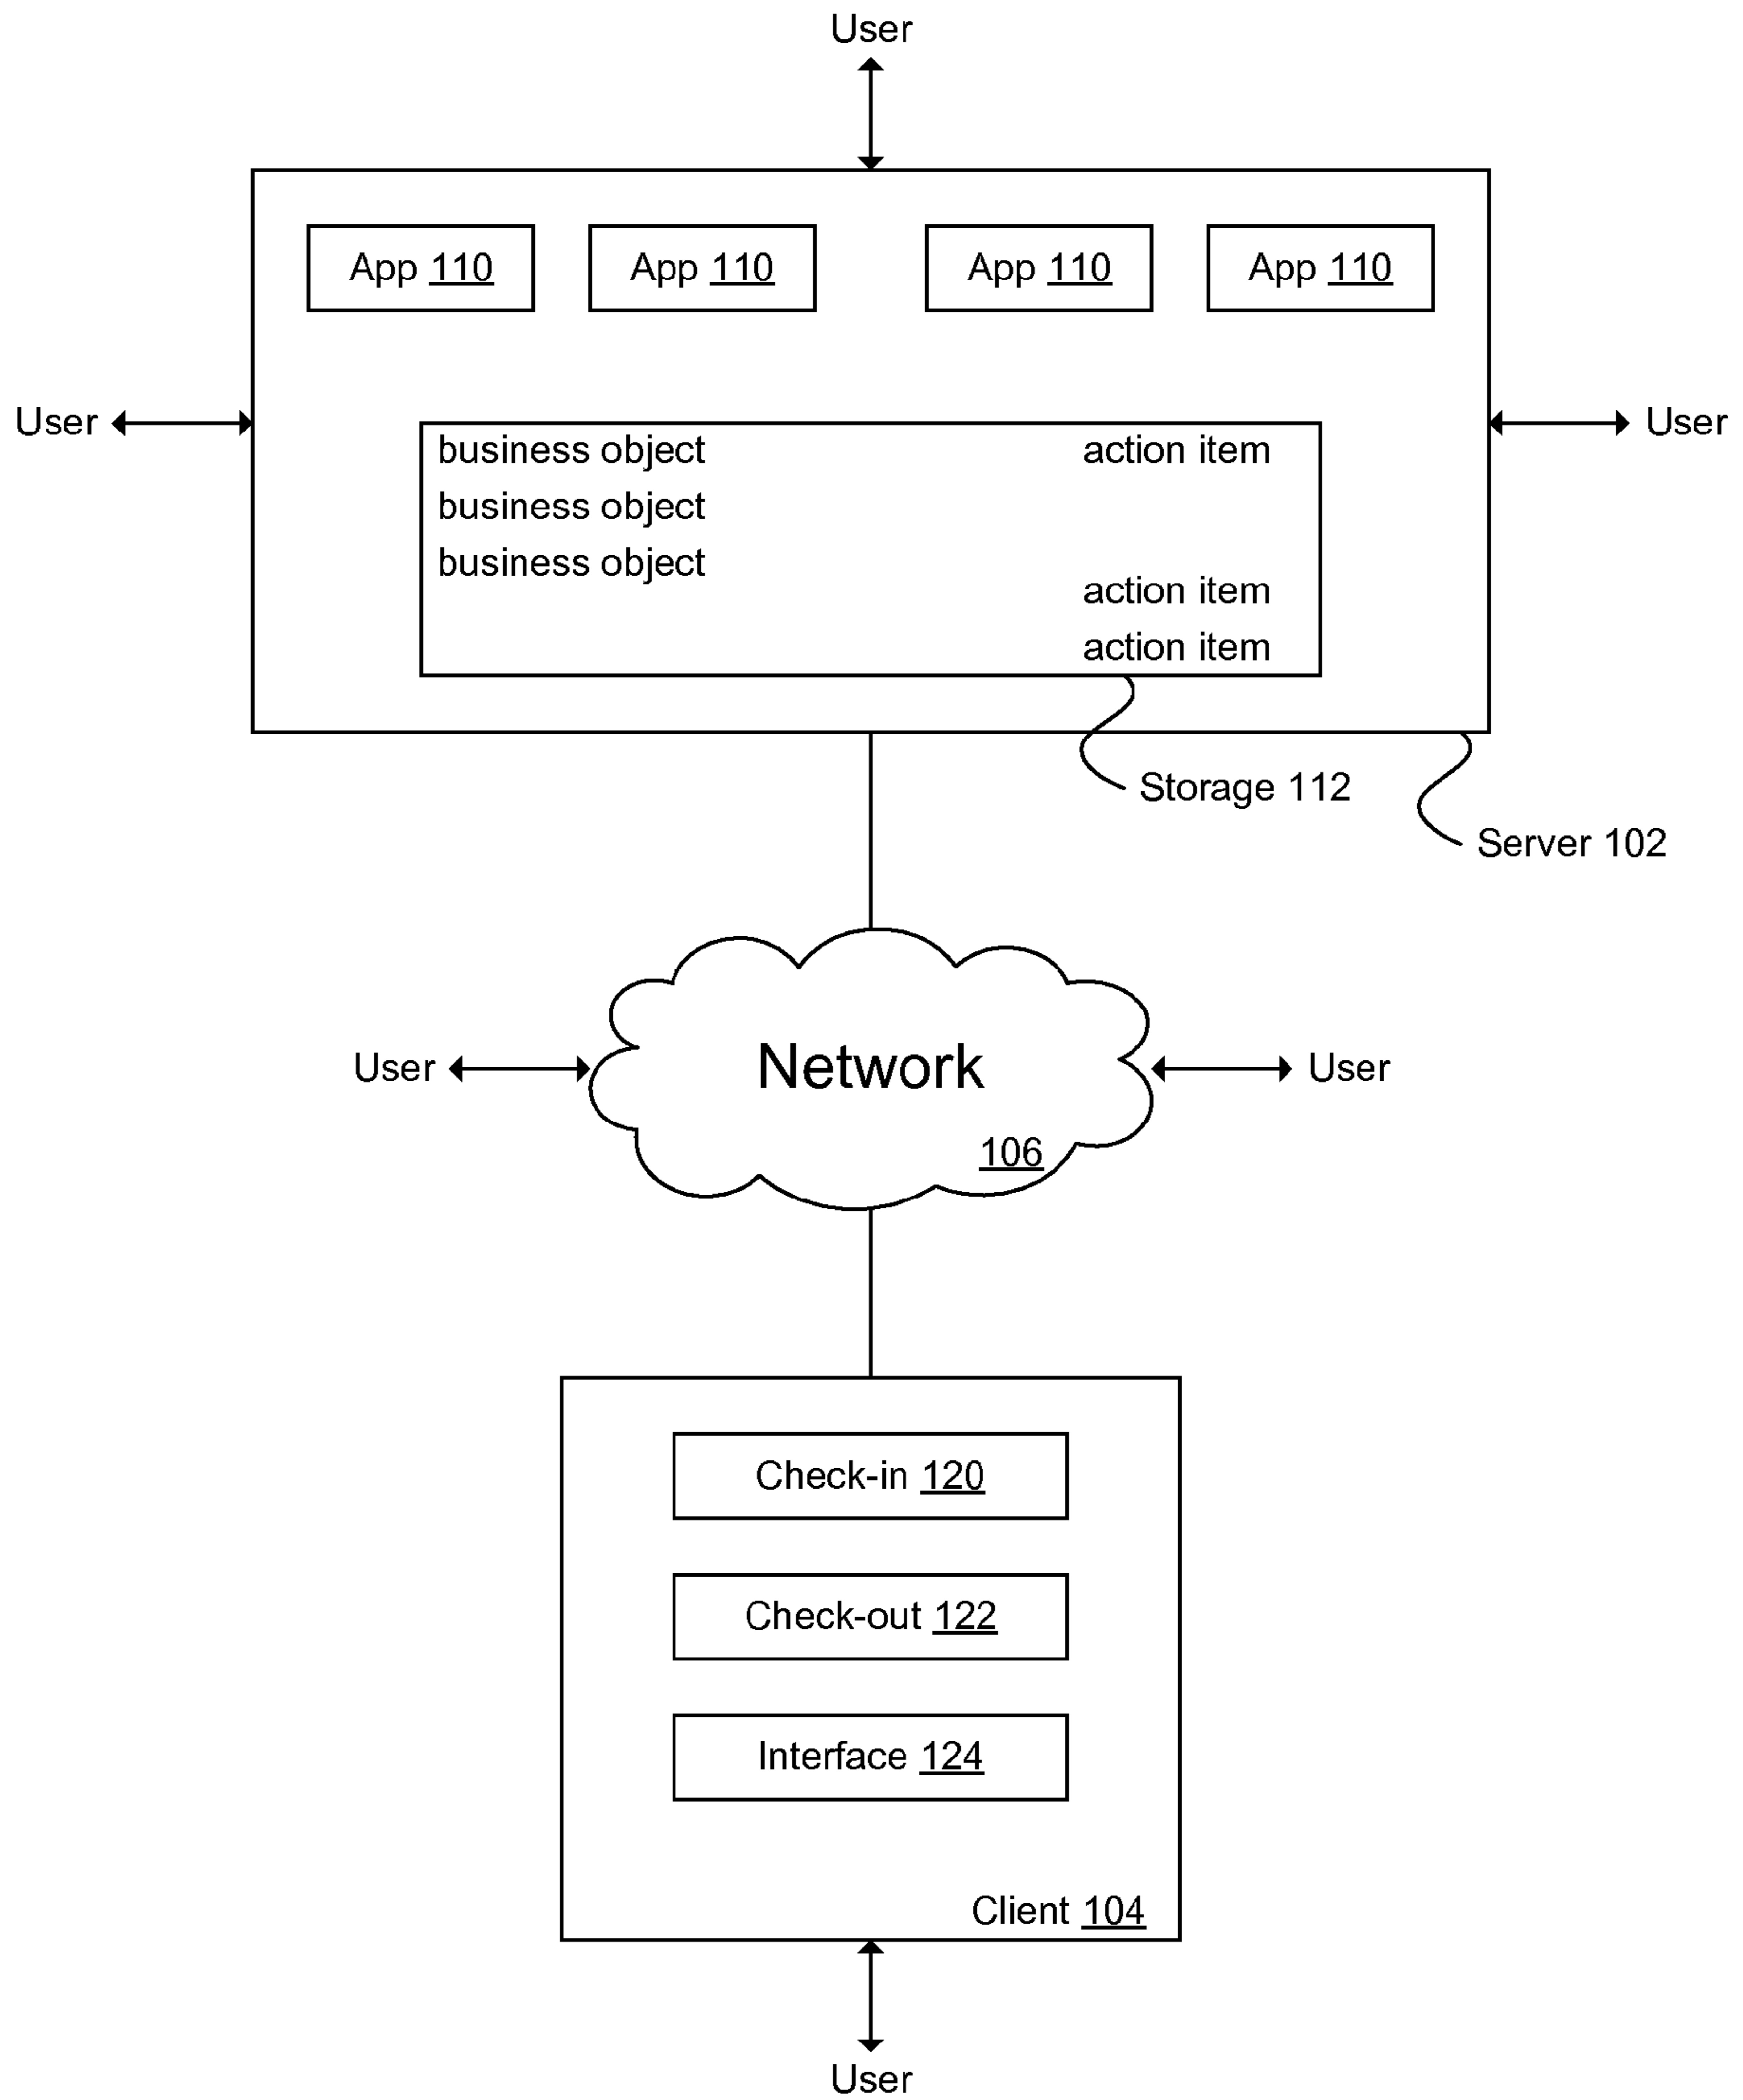 User
App 110 App 110 App 110 App 110
User
User
business object action item
business object
business object
action item
action item
Storage 112
Server 102
User Network User
106
Check-in 120
Check-out 122
Interface 124
Client 104
User